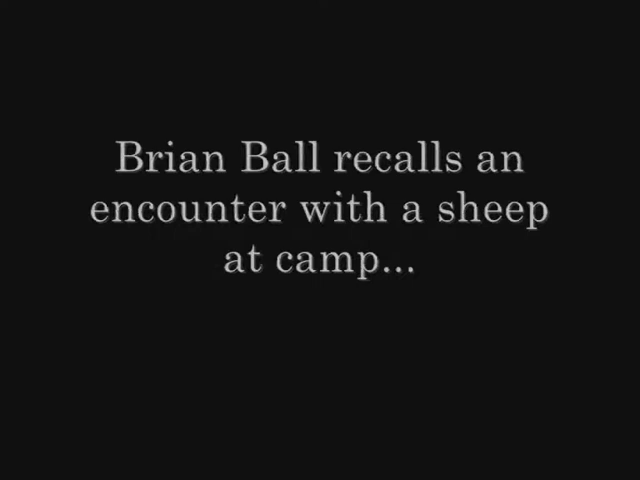 Brian Ball recalls an
encounter with a sheep
at camp...